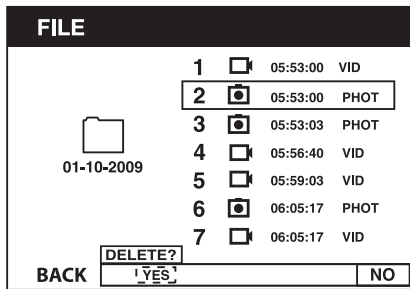 FILE
1 05:53:00 VID
2 05:53:00 PHOT
3 05:53:03 PHOT
01-10-2009
4 05:56:40 VID
5 05:59:03 VID
6 06:05:17 PHOT
7 06:05:17 VID
DELETE?
BACK YES NO